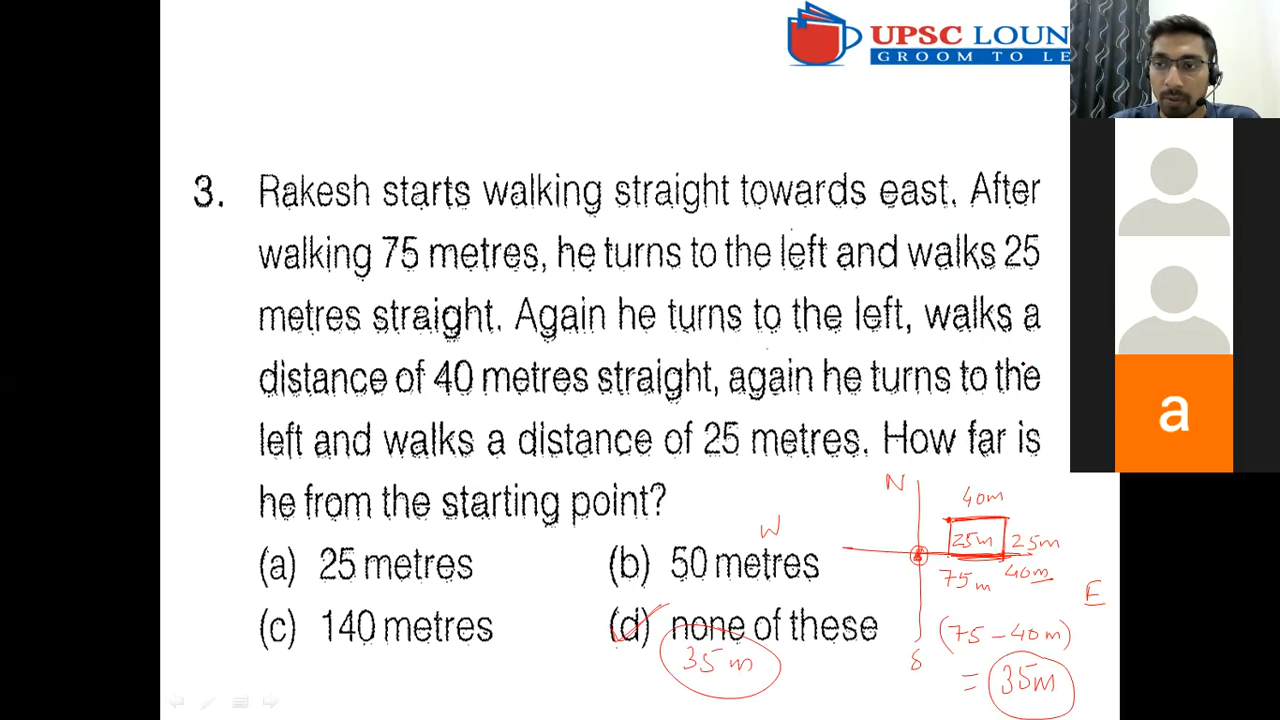 UPSC LOUN
GROOM TO LE
3. Rakesh starts walking straight towards east. After
walking 75 metres, he turns to the left and walks 25
metres straight. Again he turns to the left, walks a
distance of 40 metres straight, again he turns to the
left and walks a distance of 25 metres. How far is
he from the starting point?
(a) 25 metres (b) 50 metres
(c) 140 metres (d) none of these
35 m
W
N
40m
25m 25m
75m 40m
E
S
(75 - 40m)
= 35m
a